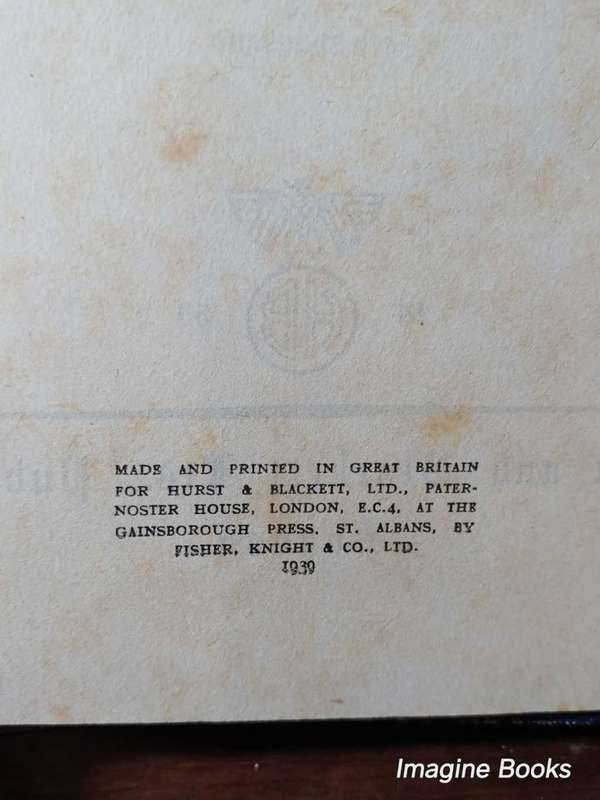 MADE AND PRINTED IN GREAT BRITAIN
FOR HURST & BLACKETT, LTD., PATER-
NOSTER HOUSE, LONDON, E.C.4, AT THE
GAINSBOROUGH PRESS, ST. ALBANS, BY
FISHER, KNIGHT & CO., LTD.
1939
Imagine Books